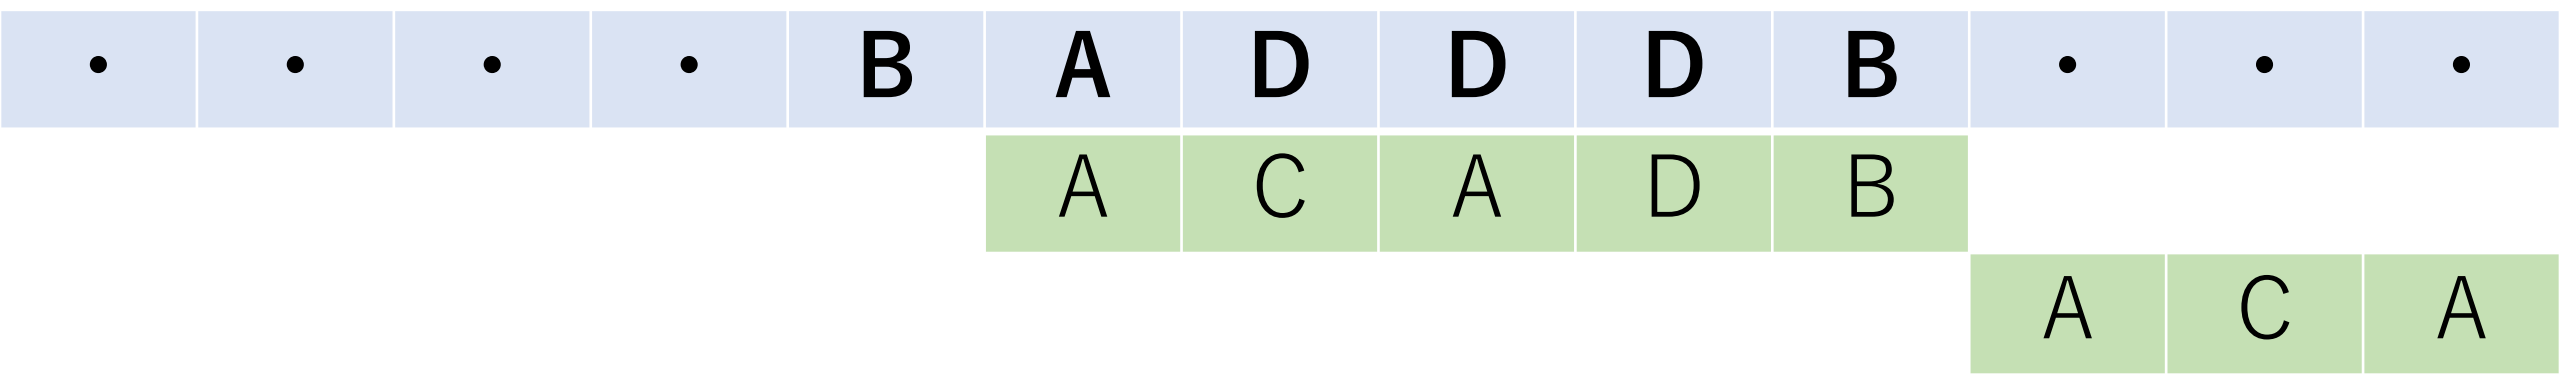 • • • • B A D D D B • • •
A C A D B
A C A